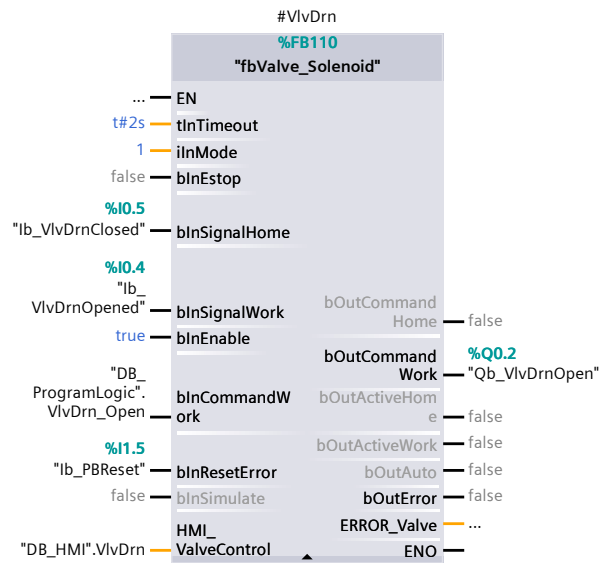 #VlvDrn
%FB110
"fbValve_Solenoid"
... EN
t#2s tInTimeout
1 iInMode
false bInEstop
%I0.5
"Ib_VlvDrnClosed" bInSignalHome
%I0.4
"Ib_
VlvDrnOpened" bInSignalWork
true bInEnable
"DB_
ProgramLogic".
VlvDrn_Open
bInCommandW
ork
%I1.5
"Ib_PBReset" bInResetError
false bInSimulate
"DB_HMI".VlvDrn
HMI_
ValveControl
bOutCommand
Home false
%Q0.2
bOutCommand
Work "Qb_VlvDrnOpen"
bOutActiveHom
e false
bOutActiveWork false
bOutAuto false
bOutError false
ERROR_Valve ...
ENO